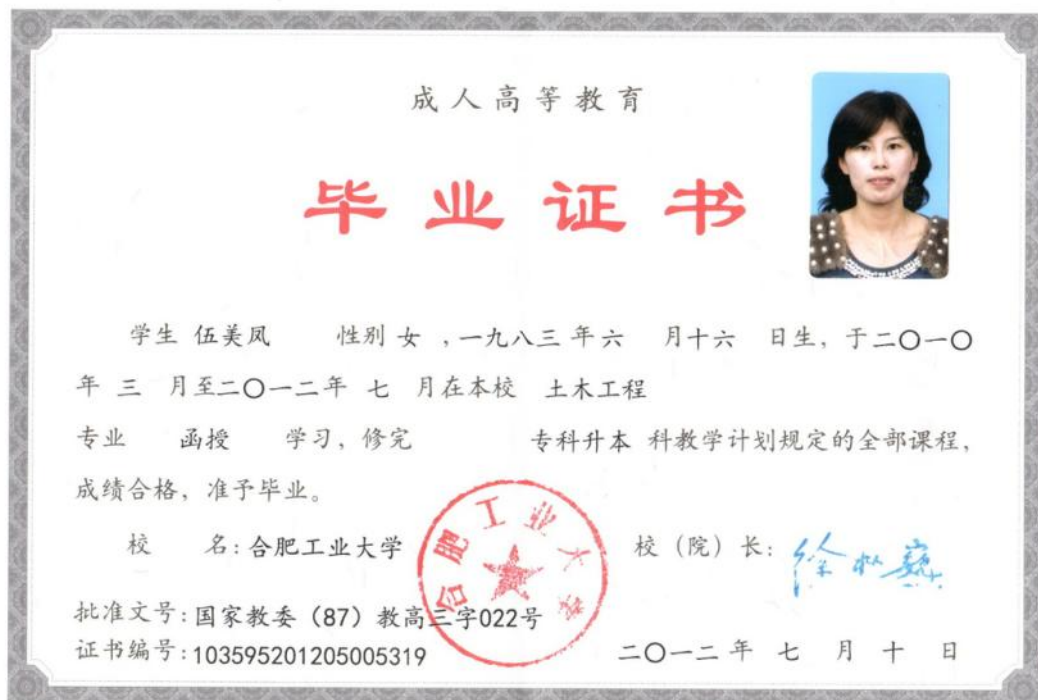 成人高等教育
毕业证书
学生 伍美凤 性别 女 ,一九八三 年 六 月十六 日生, 于二〇一〇
年 三 月至二〇一二年 七 月在本校 土木工程
专业 函授 学习, 修完 专科升本 科教学计划规定的全部课程,
成绩合格, 准予毕业。
校 名: 合肥工业大学
校（院）长: 徐枞巍
合肥工业大学
批准文号: 国家教委（87）教高三字022号
证书编号: 103595201205005319
二〇一二 年 七 月 十 日